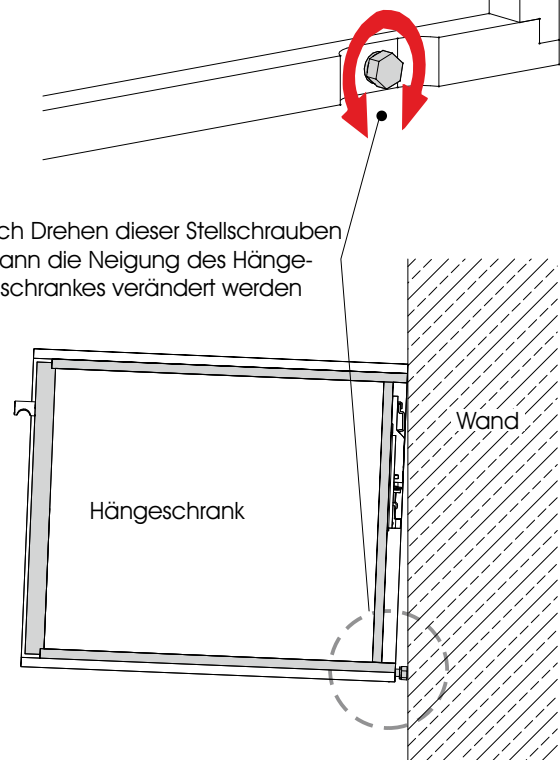 ch Drehen dieser Stellschrauben
ann die Neigung des Hänge-
schrankes verändert werden
Wand
Hängeschrank